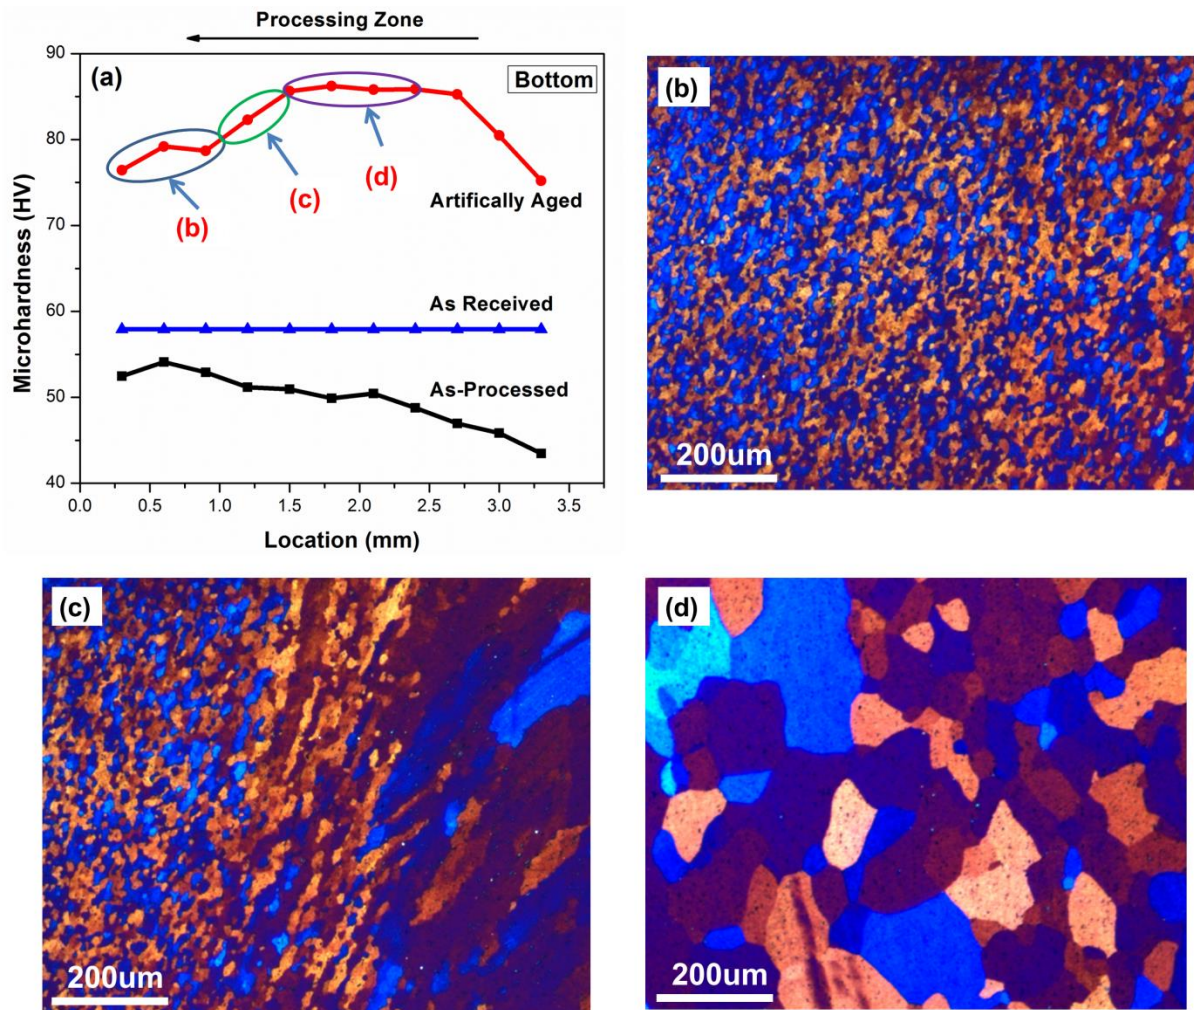 Processing Zone
(a)
Bottom
(b)
(c)
(d)
Artifically Aged
As Received
As-Processed
Microhardness (HV)
90
80
70
60
50
40
0.0 0.5 1.0 1.5 2.0 2.5 3.0 3.5
Location (mm)
(b)
200um
(c)
200um
(d)
200um